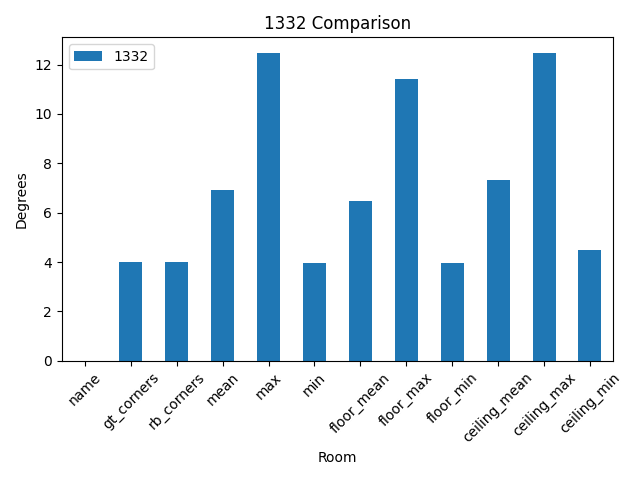 1332 Comparison
1332
12
10
8
6
4
2
0
Degrees
name
gt_corners
rb_corners
mean
max
min
floor_mean
floor_max
floor_min
ceiling_mean
ceiling_max
ceiling_min
Room